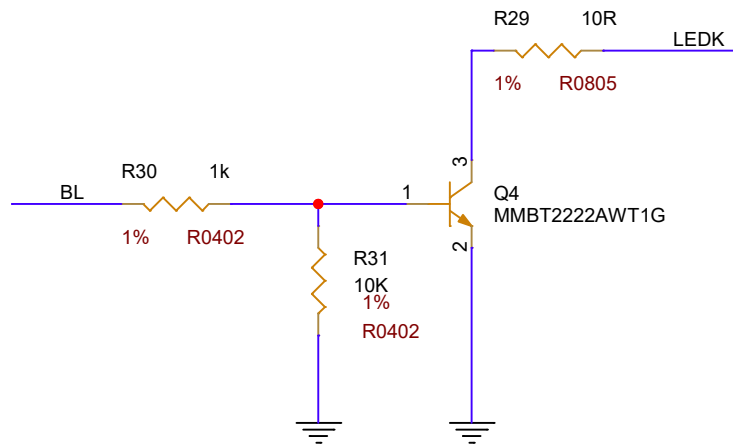 R29 10R
LEDK
1% R0805
R30 1k
BL
1% R0402
3
1
2
Q4
MMBT2222AWT1G
R31
10K
1%
R0402